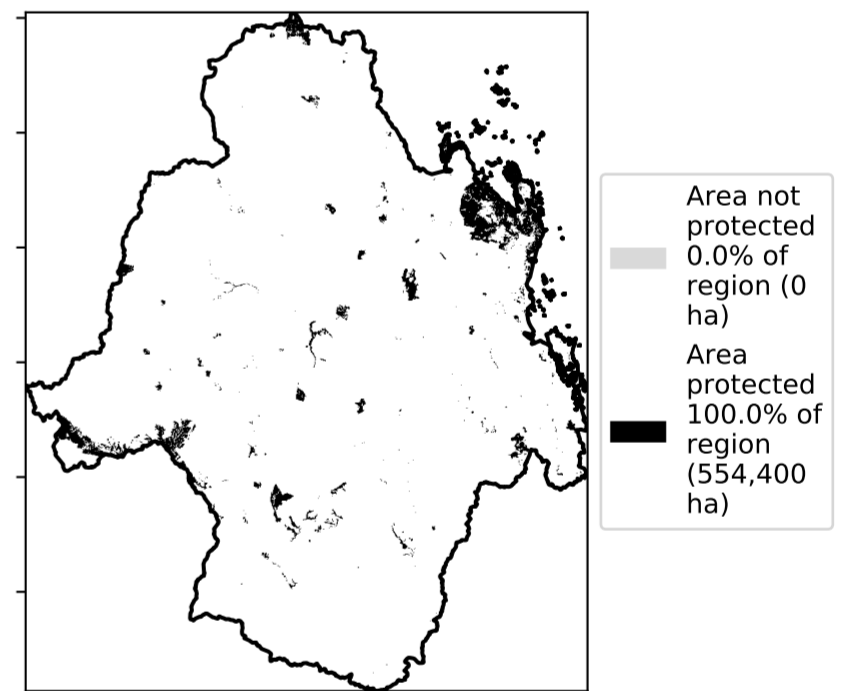 Area not
protected
0.0% of
region (0
ha)
Area
protected
100.0% of
region
(554,400
ha)